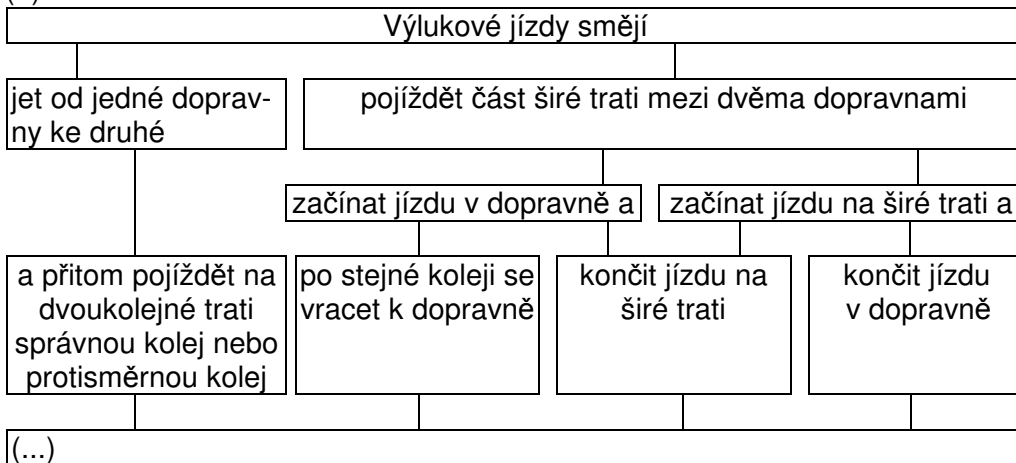 Výlukové jízdy smějí
jet od jedné doprav-
ny ke druhé
pojíždět část širé trati mezi dvěma dopravnami
začínat jízdu v dopravně a
začínat jízdu na širé trati a
a přitom pojíždět na
dvoukolejné trati
správnou kolej nebo
protisměrnou kolej
po stejné koleji se
vracet k dopravně
končit jízdu na
širé trati
končit jízdu
v dopravně
(...)